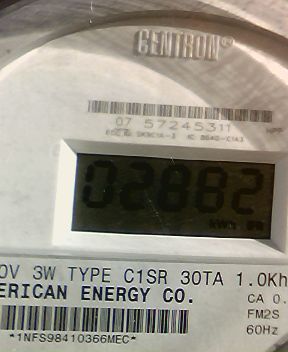 CENTRON®
07 57245311
02882
0V 3W TYPE C1SR 30TA 1.0Kh
ERICAN ENERGY CO.
CA 0.
FM2S
60Hz
*1NFS98410366MEC*